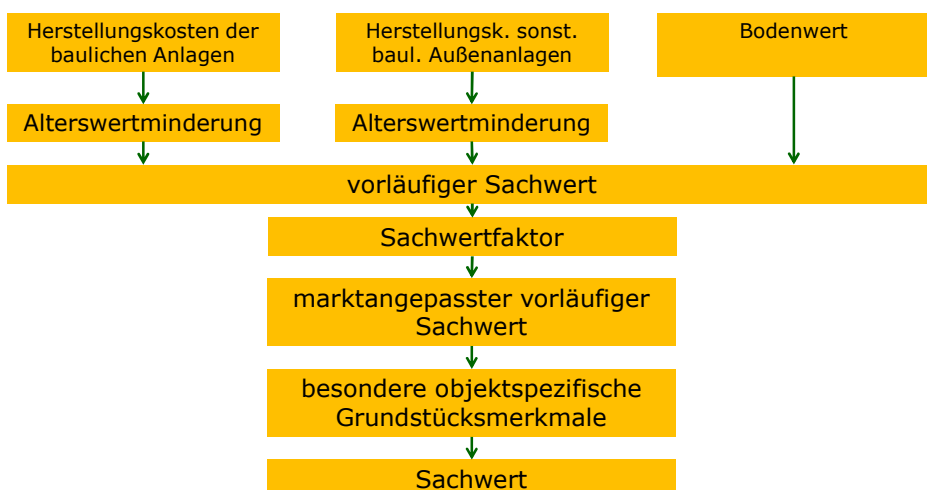 Herstellungskosten der
baulichen Anlagen
Herstellungsk. sonst.
baul. Außenanlagen
Bodenwert
Alterswertminderung
Alterswertminderung
vorläufiger Sachwert
Sachwertfaktor
marktangepasster vorläufiger
Sachwert
besondere objektspezifische
Grundstücksmerkmale
Sachwert